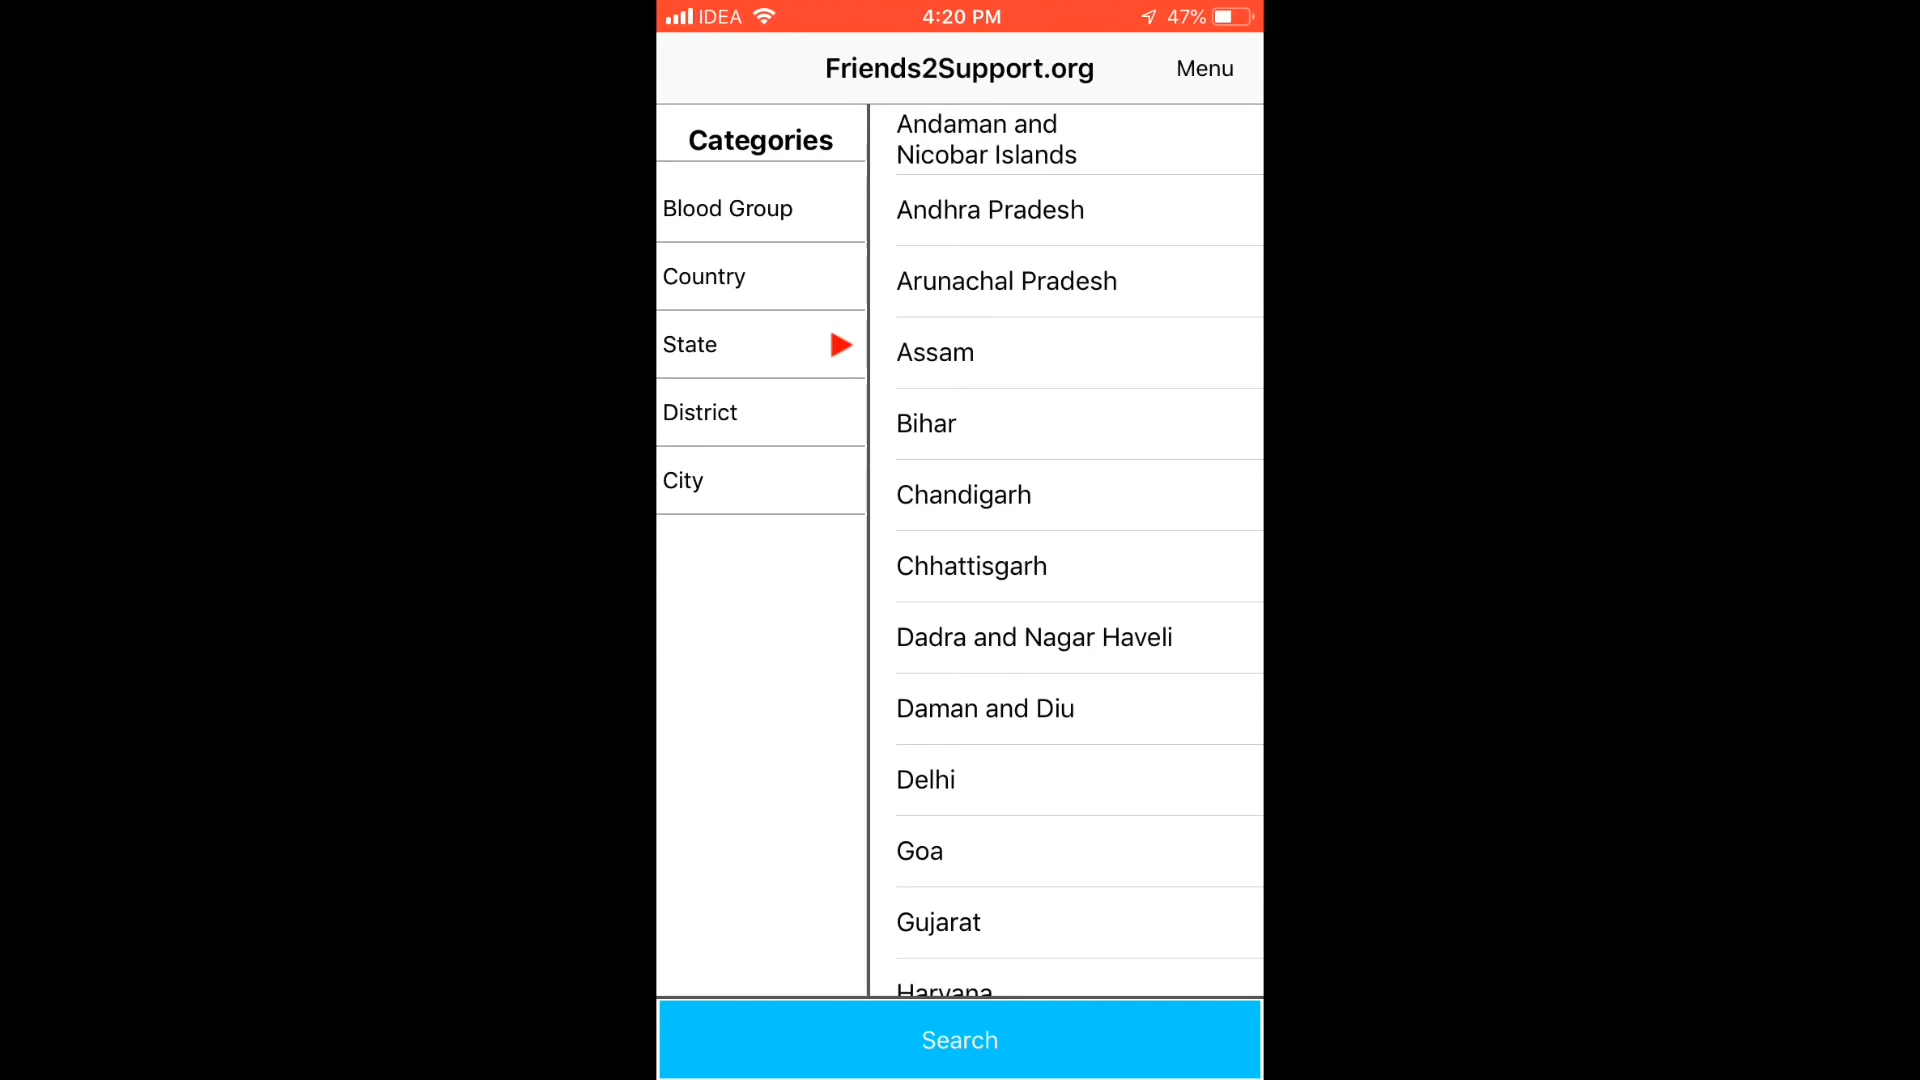 IDEA 4:20 PM 47%
Friends2Support.org Menu
Categories
Blood Group
Country
State
District
City
Andaman and
Nicobar Islands
Andhra Pradesh
Arunachal Pradesh
Assam
Bihar
Chandigarh
Chhattisgarh
Dadra and Nagar Haveli
Daman and Diu
Delhi
Goa
Gujarat
Haryana
Search